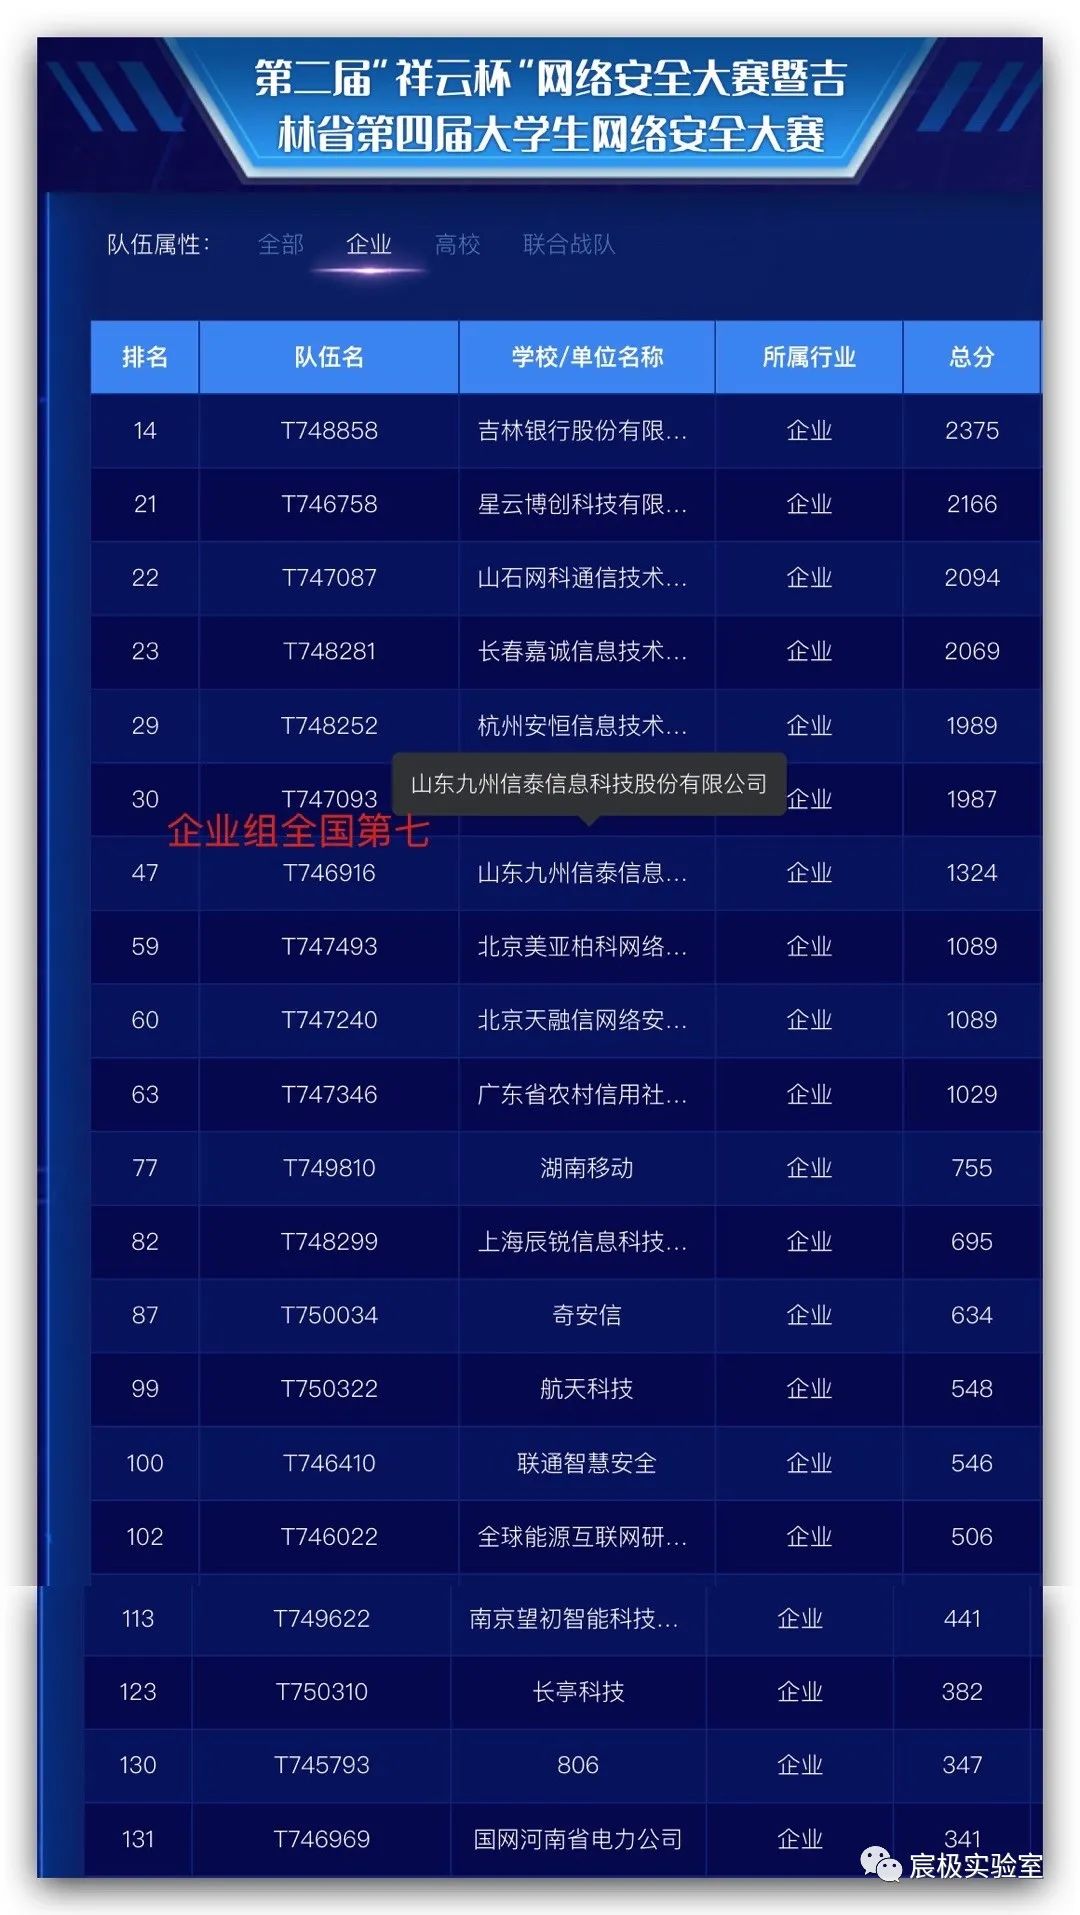 第二届"祥云杯"网络安全大赛暨吉
林省第四届大学生网络安全大赛
队伍属性： 全部 企业 高校 联合战队
排名 队伍名 学校/单位名称 所属行业 总分
14 T748858 吉林银行股份有限... 企业 2375
21 T746758 星云博创科技有限... 企业 2166
22 T747087 山石网科通信技术... 企业 2094
23 T748281 长春嘉诚信息技术... 企业 2069
29 T748252 杭州安恒信息技术... 企业 1989
山东九州信泰信息科技股份有限公司
30 T747093 企业 1987
企业组全国第七
47 T746916 山东九州信泰信息... 企业 1324
59 T747493 北京美亚柏科网络... 企业 1089
60 T747240 北京天融信网络安... 企业 1089
63 T747346 广东省农村信用社... 企业 1029
77 T749810 湖南移动 企业 755
82 T748299 上海辰锐信息科技... 企业 695
87 T750034 奇安信 企业 634
99 T750322 航天科技 企业 548
100 T746410 联通智慧安全 企业 546
102 T746022 全球能源互联网研... 企业 506
113 T749622 南京望初智能科技... 企业 441
123 T750310 长亭科技 企业 382
130 T745793 806 企业 347
131 T746969 国网河南省电力公司 企业 341
宸极实验室